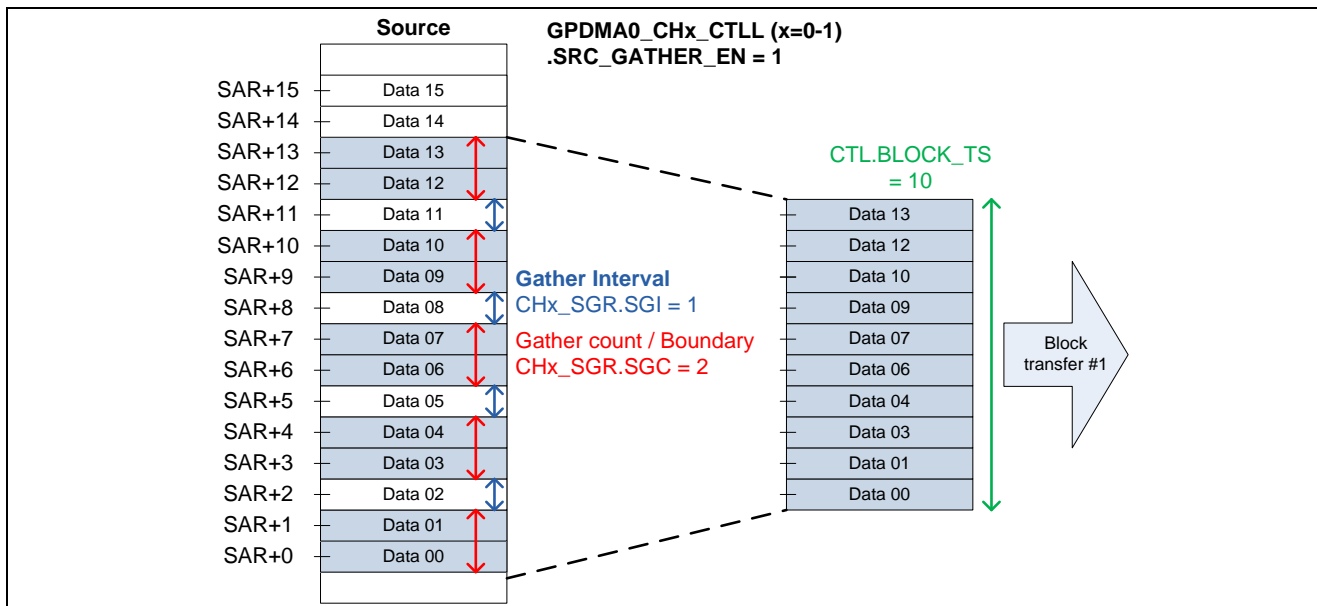 Source
GPDMA0_CHx_CTLL (x=0-1)
.SRC_GATHER_EN = 1
SAR+15 Data 15
SAR+14 Data 14
SAR+13 Data 13
SAR+12 Data 12
SAR+11 Data 11
SAR+10 Data 10
SAR+9 Data 09
SAR+8 Data 08
SAR+7 Data 07
SAR+6 Data 06
SAR+5 Data 05
SAR+4 Data 04
SAR+3 Data 03
SAR+2 Data 02
SAR+1 Data 01
SAR+0 Data 00
Gather Interval
CHx_SGR.SGI = 1
Gather count / Boundary
CHx_SGR.SGC = 2
CTL.BLOCK_TS
= 10
Data 13
Data 12
Data 10
Data 09
Data 07
Data 06
Data 04
Data 03
Data 01
Data 00
Block
transfer #1